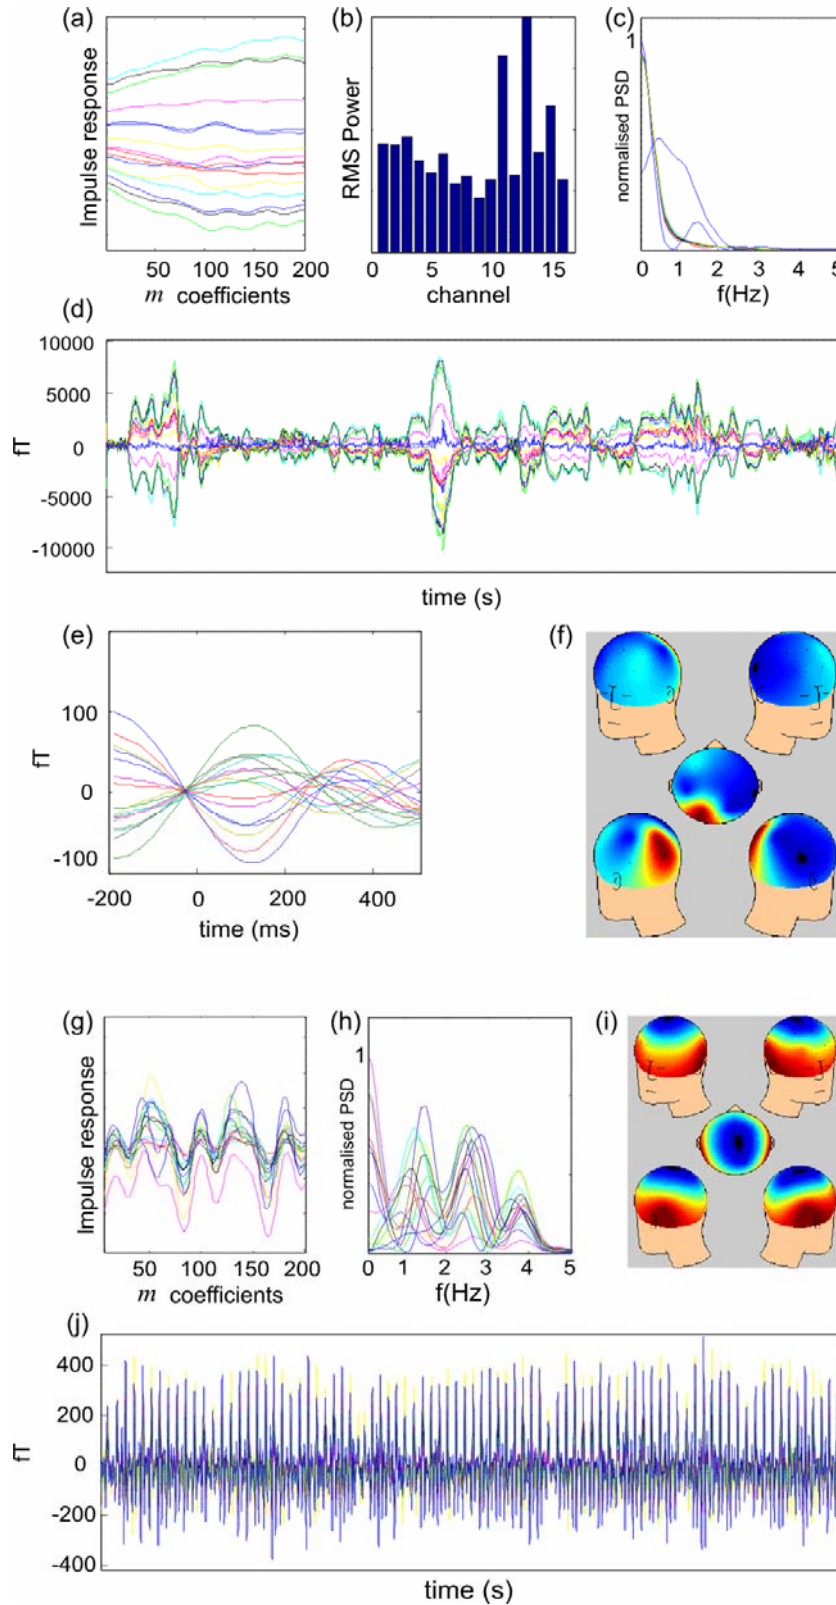 (a)
Impulse response
50 100 150 200
m coefficients
(b)
RMS Power
0 5 10 15
channel
(c)
normalised PSD
1
0 1 2 3 4 5
f(Hz)
(d)
fT
10000
5000
0
-5000
-10000
time (s)
(e)
fT
100
0
-100
-200 0 200 400
time (ms)
(f)
(g)
Impulse response
50 100 150 200
m coefficients
(h)
normalised PSD
1
0 1 2 3 4 5
f(Hz)
(i)
(j)
fT
400
200
0
-200
-400
time (s)